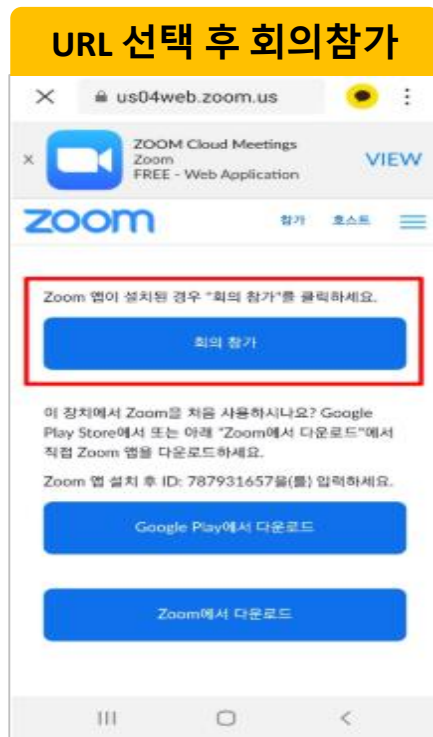 URL 선택 후 회의참가
us04web.zoom.us
ZOOM Cloud Meetings
Zoom
FREE - Web Application
VIEW
zoom
참가 호스트
Zoom 앱이 설치된 경우 "회의 참가"를 클릭하세요.
회의 참가
이 장치에서 Zoom을 처음 사용하시나요? Google
Play Store에서 또는 아래 "Zoom에서 다운로드"에서
직접 Zoom 앱을 다운로드하세요.
Zoom 앱 설치 후 ID: 787931657을(를) 입력하세요.
Google Play에서 다운로드
Zoom에서 다운로드